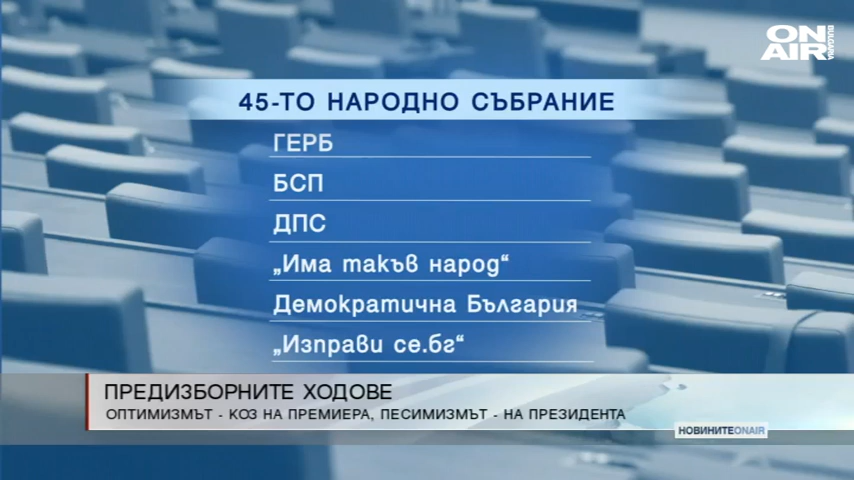 ON AIR BULGARIA
45-ТО НАРОДНО СЪБРАНИЕ
ГЕРБ
БСП
ДПС
„Има такъв народ“
Демократична България
„Изправи се.бг“
ПРЕДИЗБОРНИТЕ ХОДОВЕ
ОПТИМИЗМЪТ - КОЗ НА ПРЕМИЕРА, ПЕСИМИЗМЪТ - НА ПРЕЗИДЕНТА
НОВИНИТЕONAIR